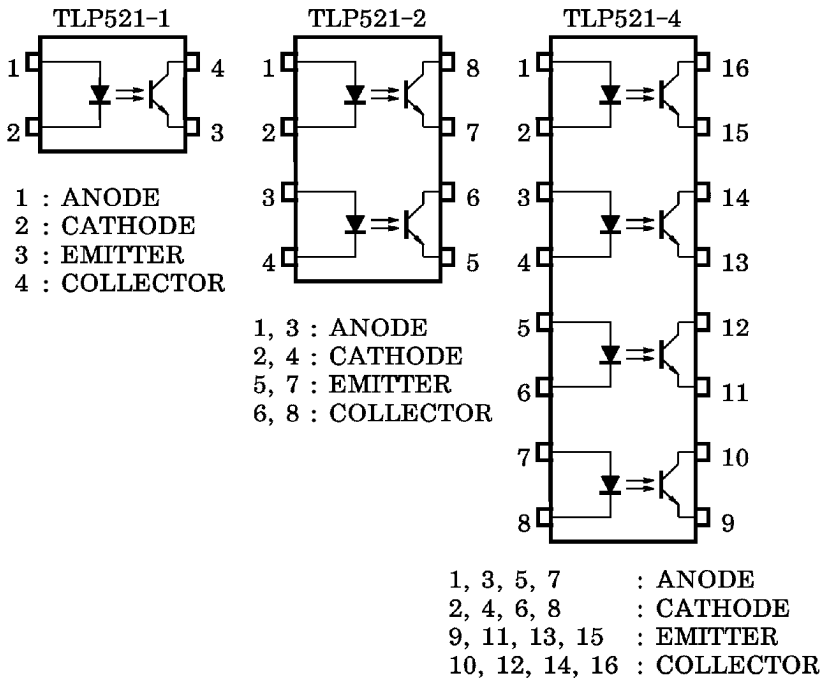 TLP521-1
1
2
4
3
1 : ANODE
2 : CATHODE
3 : EMITTER
4 : COLLECTOR
TLP521-2
1
2
3
4
8
7
6
5
1, 3 : ANODE
2, 4 : CATHODE
5, 7 : EMITTER
6, 8 : COLLECTOR
TLP521-4
1
2
3
4
5
6
7
8
16
15
14
13
12
11
10
9
1, 3, 5, 7 : ANODE
2, 4, 6, 8 : CATHODE
9, 11, 13, 15 : EMITTER
10, 12, 14, 16 : COLLECTOR